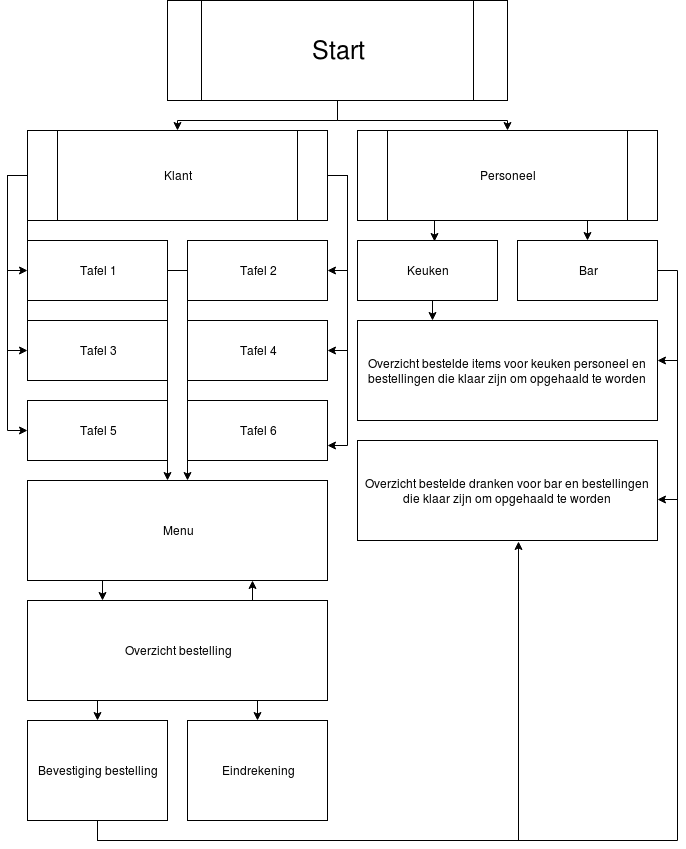 Start
Klant
Personeel
Tafel 1
Tafel 2
Keuken
Bar
Tafel 3
Tafel 4
Overzicht bestelde items voor keuken personeel en
bestellingen die klaar zijn om opgehaald te worden
Tafel 5
Tafel 6
Overzicht bestelde dranken voor bar en bestellingen
die klaar zijn om opgehaald te worden
Menu
Overzicht bestelling
Bevestiging bestelling
Eindrekening